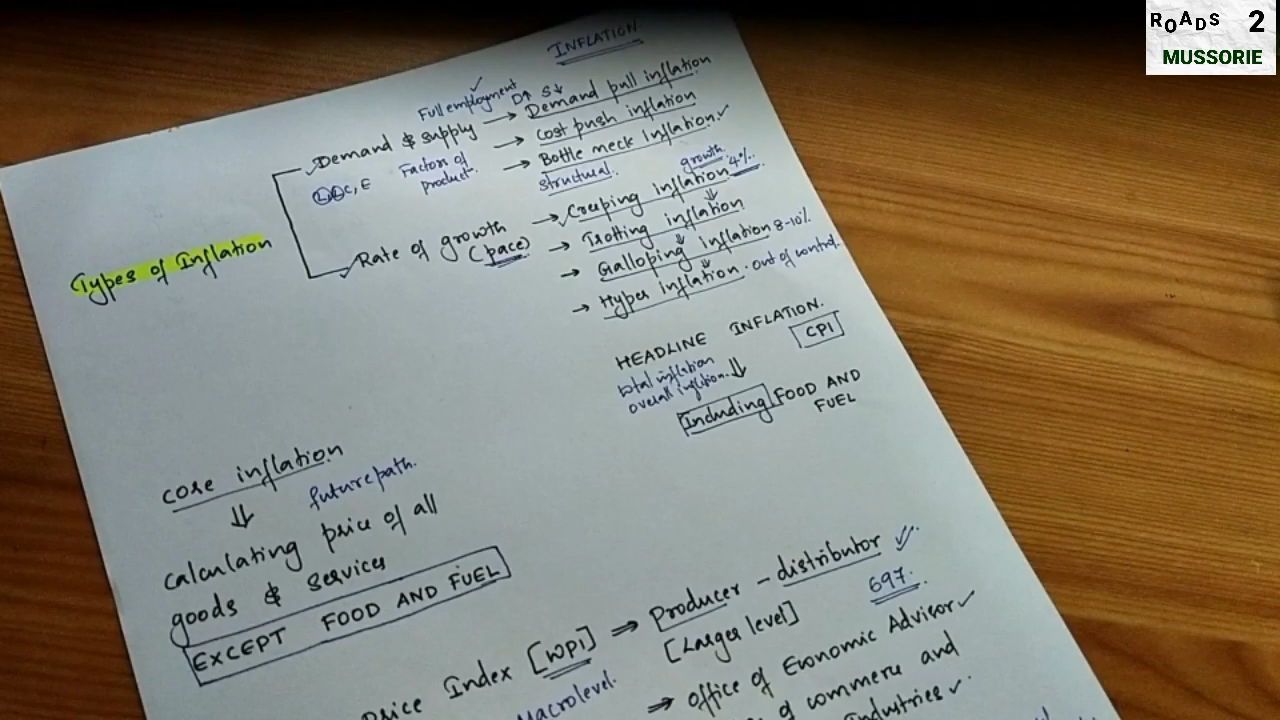 ROADS 2
MUSSORIE
INFLATION
Full employment D↑ S↓
Demand & supply → Demand pull inflation
→ Cost push inflation
L, L, C, E Factors of product. → Bottle neck Inflation
structural.
growth
Types of Inflation
Rate of growth (pace) → Creeping inflation 4%.
→ Trotting inflation
→ Galloping inflation 8-10%
→ Hyper inflation. out of control.
HEADLINE INFLATION.
CPI
total inflation
overall inflation.
Including FOOD AND
FUEL
core inflation
future path.
calculating price of all
goods & services
EXCEPT FOOD AND FUEL
Price Index [WPI] ⇒ Producer - distributor
Macrolevel. [Larger level] 697.
⇒ office of Economic Advisor
of commerce and
Industries